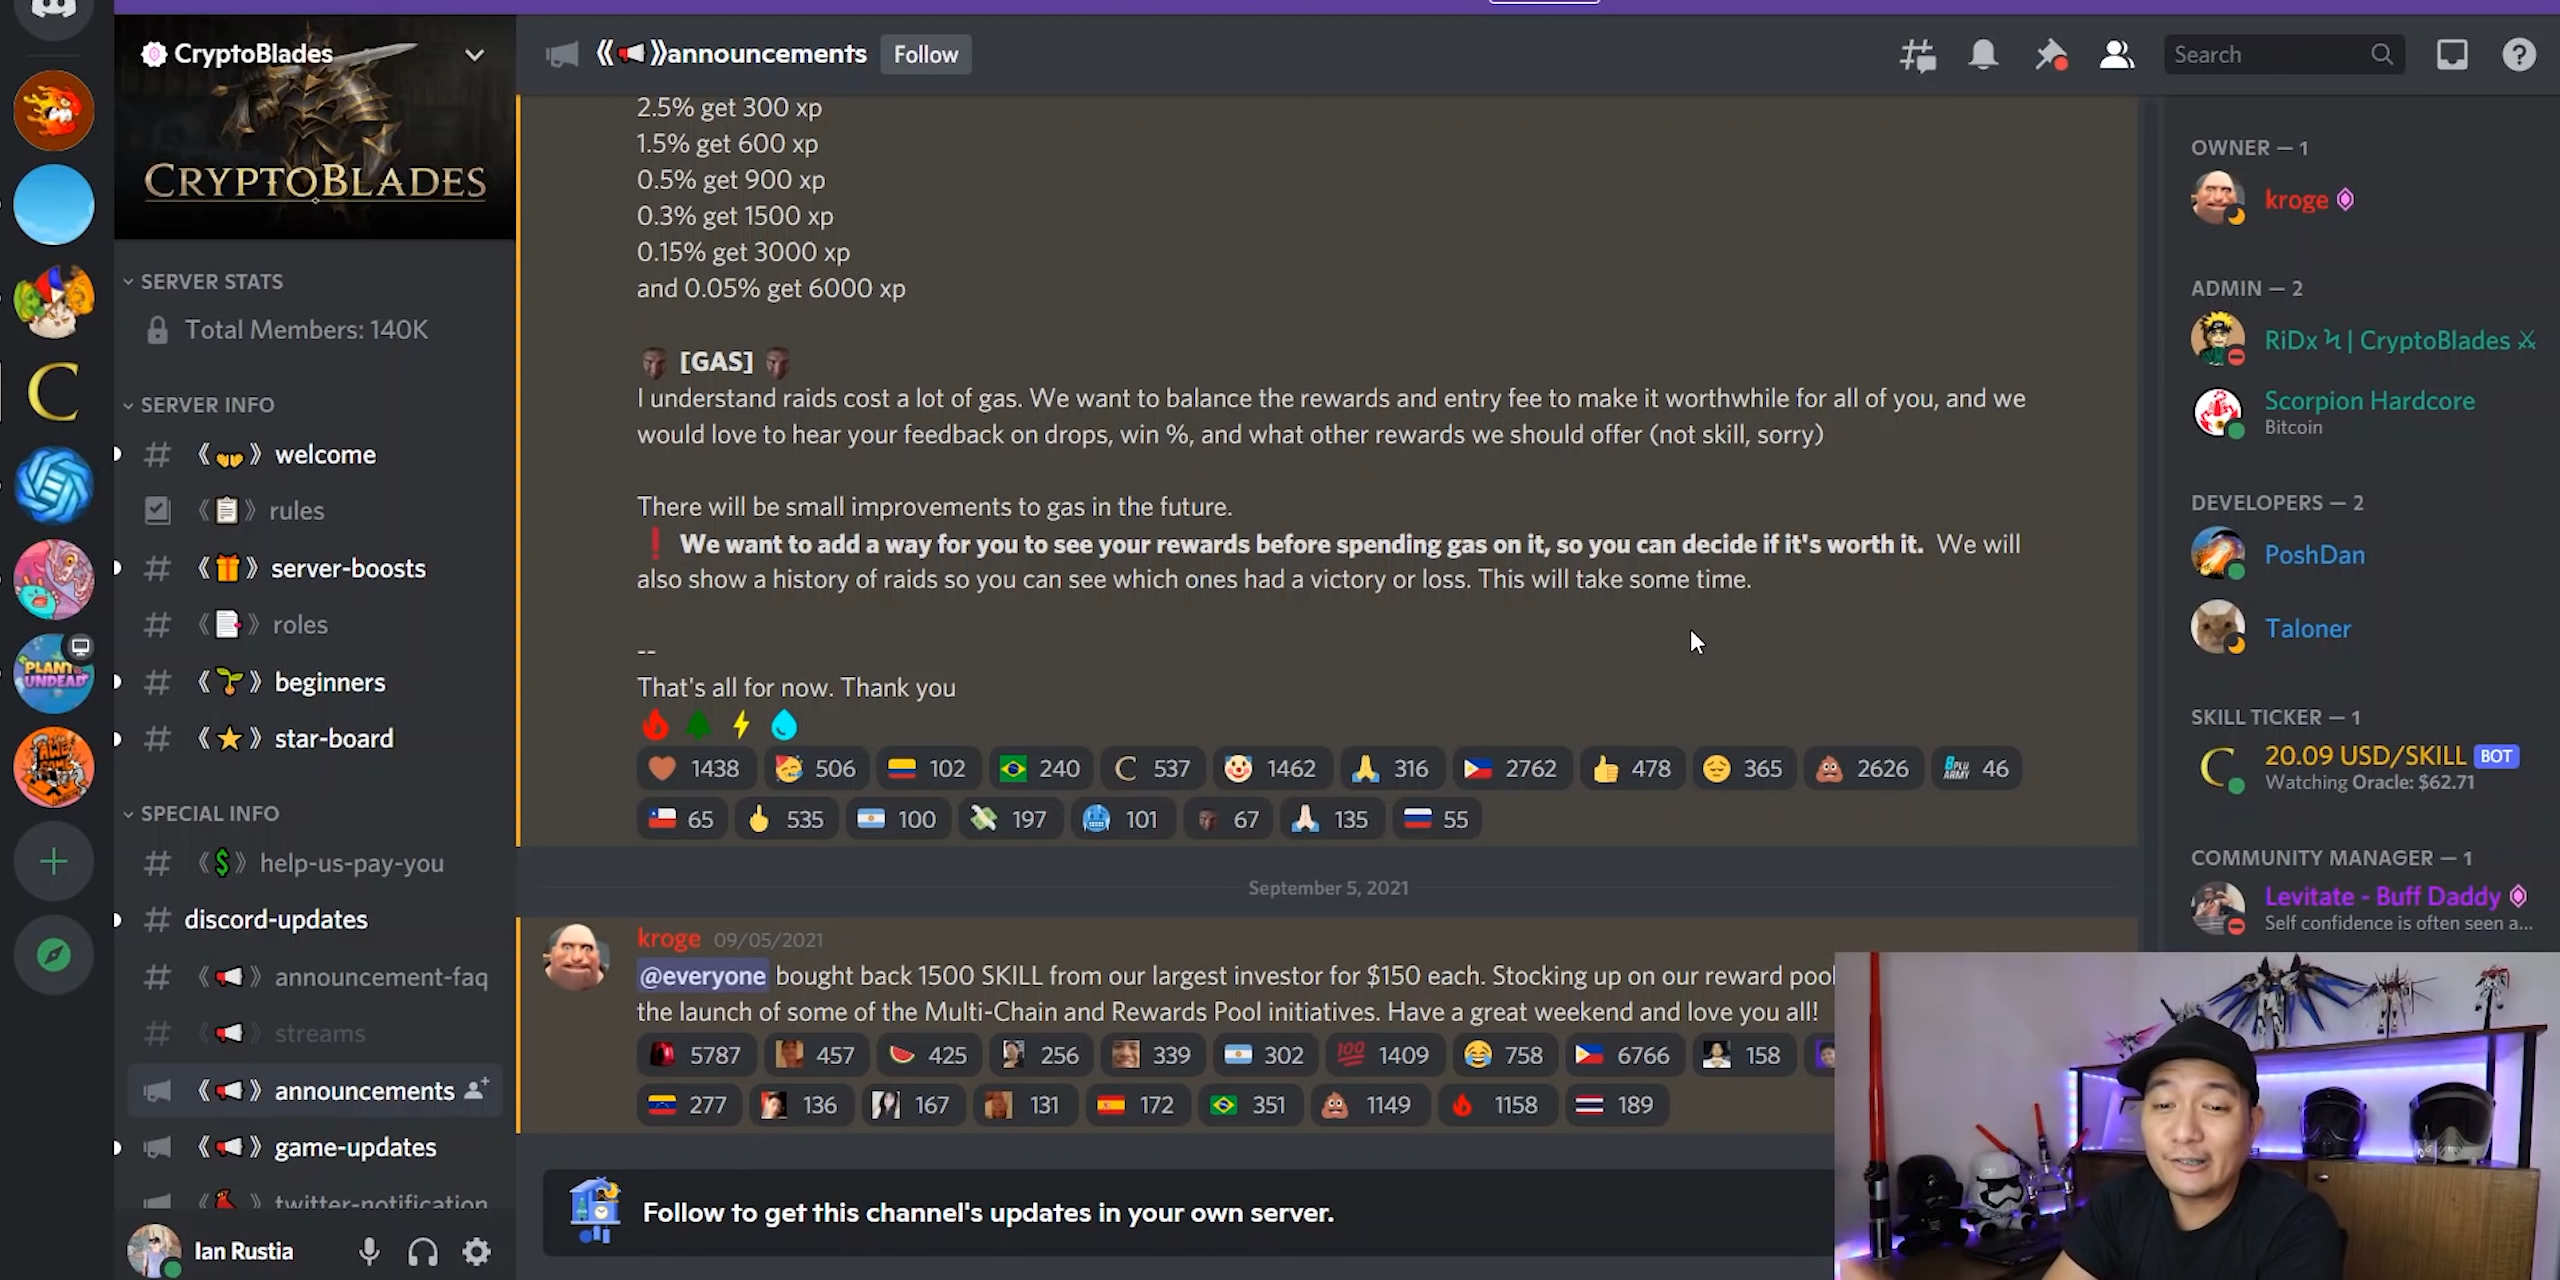 CryptoBlades
CRYPTOBLADES
SERVER STATS
Total Members: 140K
SERVER INFO
# 《🤝》 welcome
《📋》 rules
# 《🎁》 server-boosts
# 《📑》 roles
# 《🌱》 beginners
# 《⭐》 star-board
SPECIAL INFO
# 《💲》 help-us-pay-you
# discord-updates
# 《📢》 announcement-faq
# 《📢》 streams
《📢》 announcements
《📢》 game-updates
twitter-notification
Ian Rustia
PLANT
UNDEAD
《📢》announcements Follow
Search
2.5% get 300 xp
1.5% get 600 xp
0.5% get 900 xp
0.3% get 1500 xp
0.15% get 3000 xp
and 0.05% get 6000 xp
[GAS]
I understand raids cost a lot of gas. We want to balance the rewards and entry fee to make it worthwhile for all of you, and we
would love to hear your feedback on drops, win %, and what other rewards we should offer (not skill, sorry)
There will be small improvements to gas in the future.
❗ We want to add a way for you to see your rewards before spending gas on it, so you can decide if it's worth it. We will
also show a history of raids so you can see which ones had a victory or loss. This will take some time.
--
That's all for now. Thank you
1438 506 102 240 C 537 1462 316 2762 478 365 2626 46
65 535 100 197 101 67 135 55
September 5, 2021
kroge 09/05/2021
@everyone bought back 1500 SKILL from our largest investor for $150 each. Stocking up on our reward pool
the launch of some of the Multi-Chain and Rewards Pool initiatives. Have a great weekend and love you all!
5787 457 425 256 339 302 100 1409 758 6766 158
277 136 167 131 172 351 1149 1158 189
Follow to get this channel's updates in your own server.
OWNER — 1
kroge
ADMIN — 2
RiDx Ϟ | CryptoBlades ⚔
Scorpion Hardcore
Bitcoin
DEVELOPERS — 2
PoshDan
Taloner
SKILL TICKER — 1
20.09 USD/SKILL BOT
Watching Oracle: $62.71
COMMUNITY MANAGER — 1
Levitate - Buff Daddy
Self confidence is often seen a...